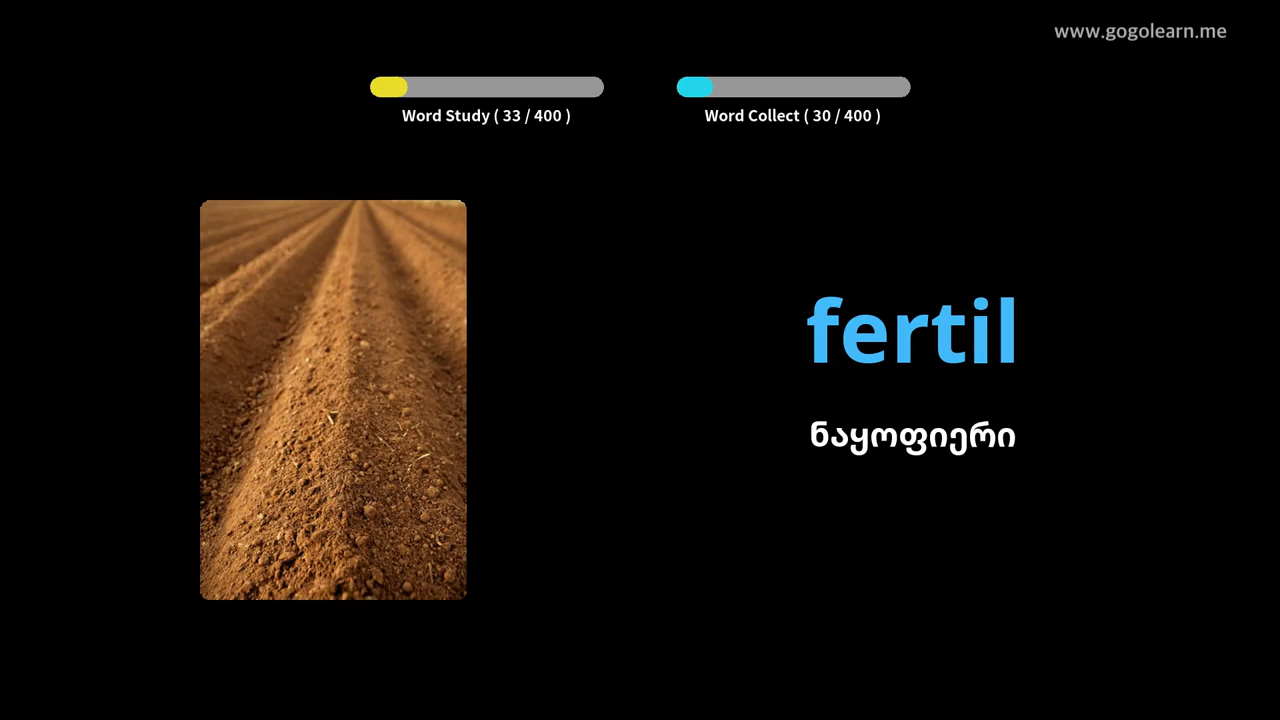 www.gogolearn.me
Word Study ( 33 / 400 )
Word Collect ( 30 / 400 )
fertil
ნაყოფიერი